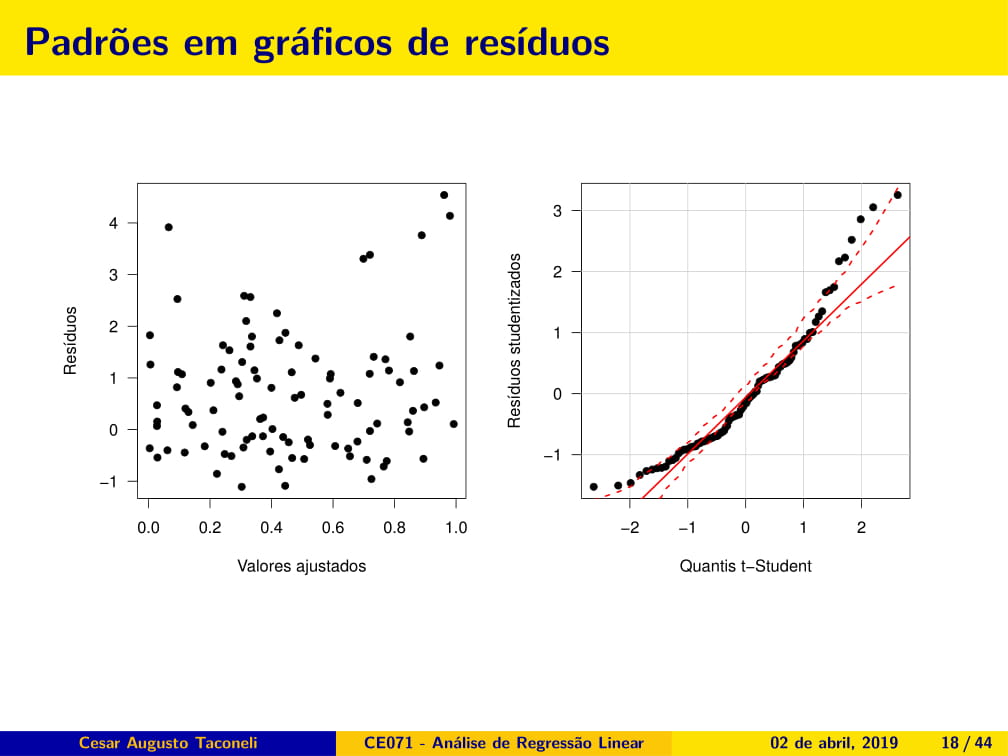 Padrões em gráficos de resíduos
4
3
2
1
0
−1
Resíduos
0.0 0.2 0.4 0.6 0.8 1.0
Valores ajustados
3
2
1
0
−1
Resíduos studentizados
−2 −1 0 1 2
Quantis t−Student
Cesar Augusto Taconeli CE071 - Análise de Regressão Linear 02 de abril, 2019 18 / 44